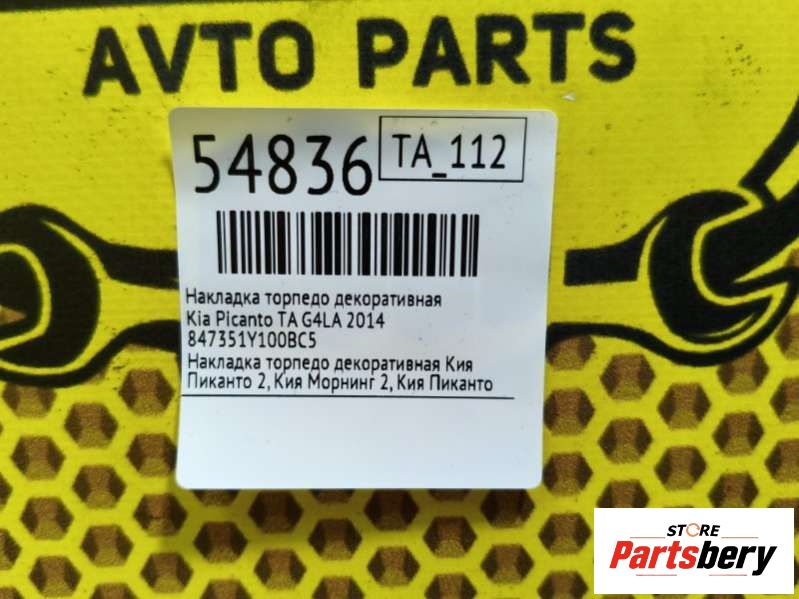 AVTO PARTS
54836
TA_112
Накладка торпедо декоративная
Kia Picanto TA G4LA 2014
847351Y100BC5
Накладка торпедо декоративная Кия
Пиканто 2, Кия Морнинг 2, Кия Пиканто
STORE
Partsbery